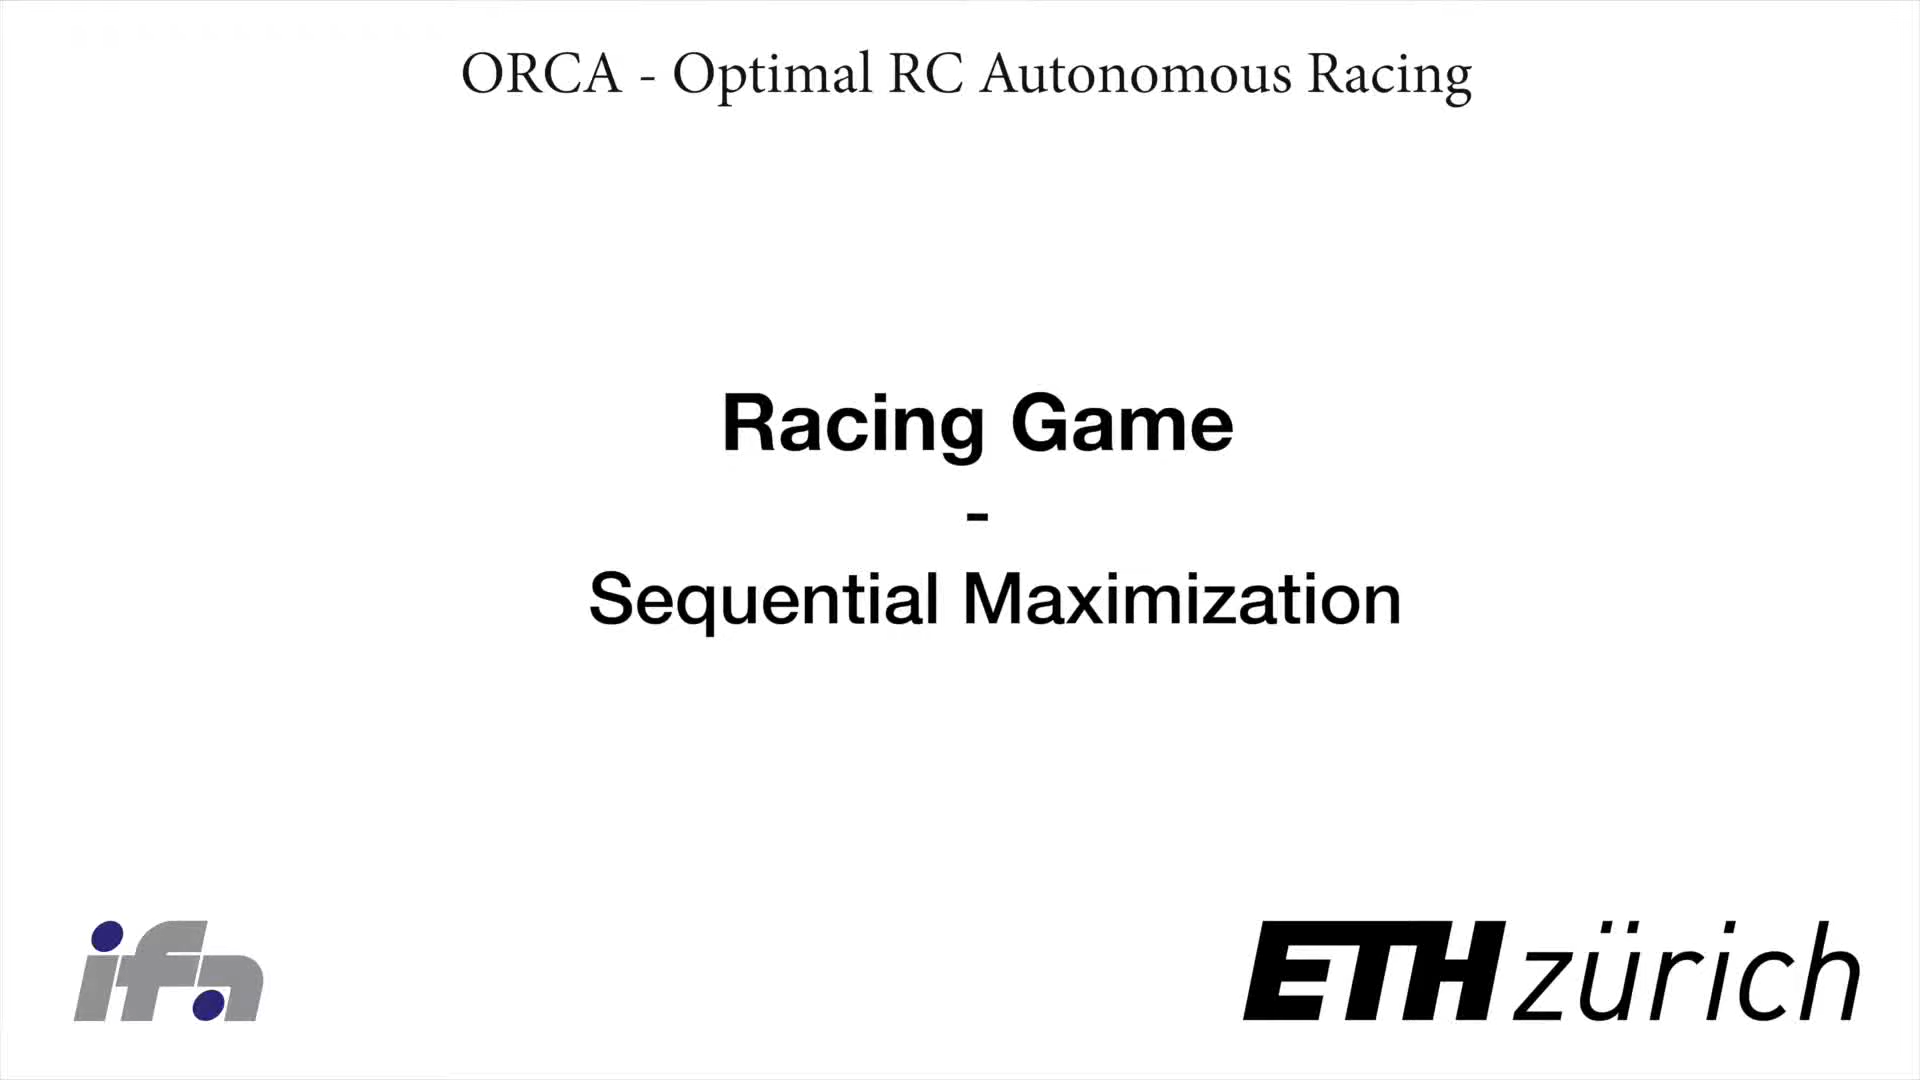 ORCA - Optimal RC Autonomous Racing
Racing Game
-
Sequential Maximization
ifa
ETH zürich